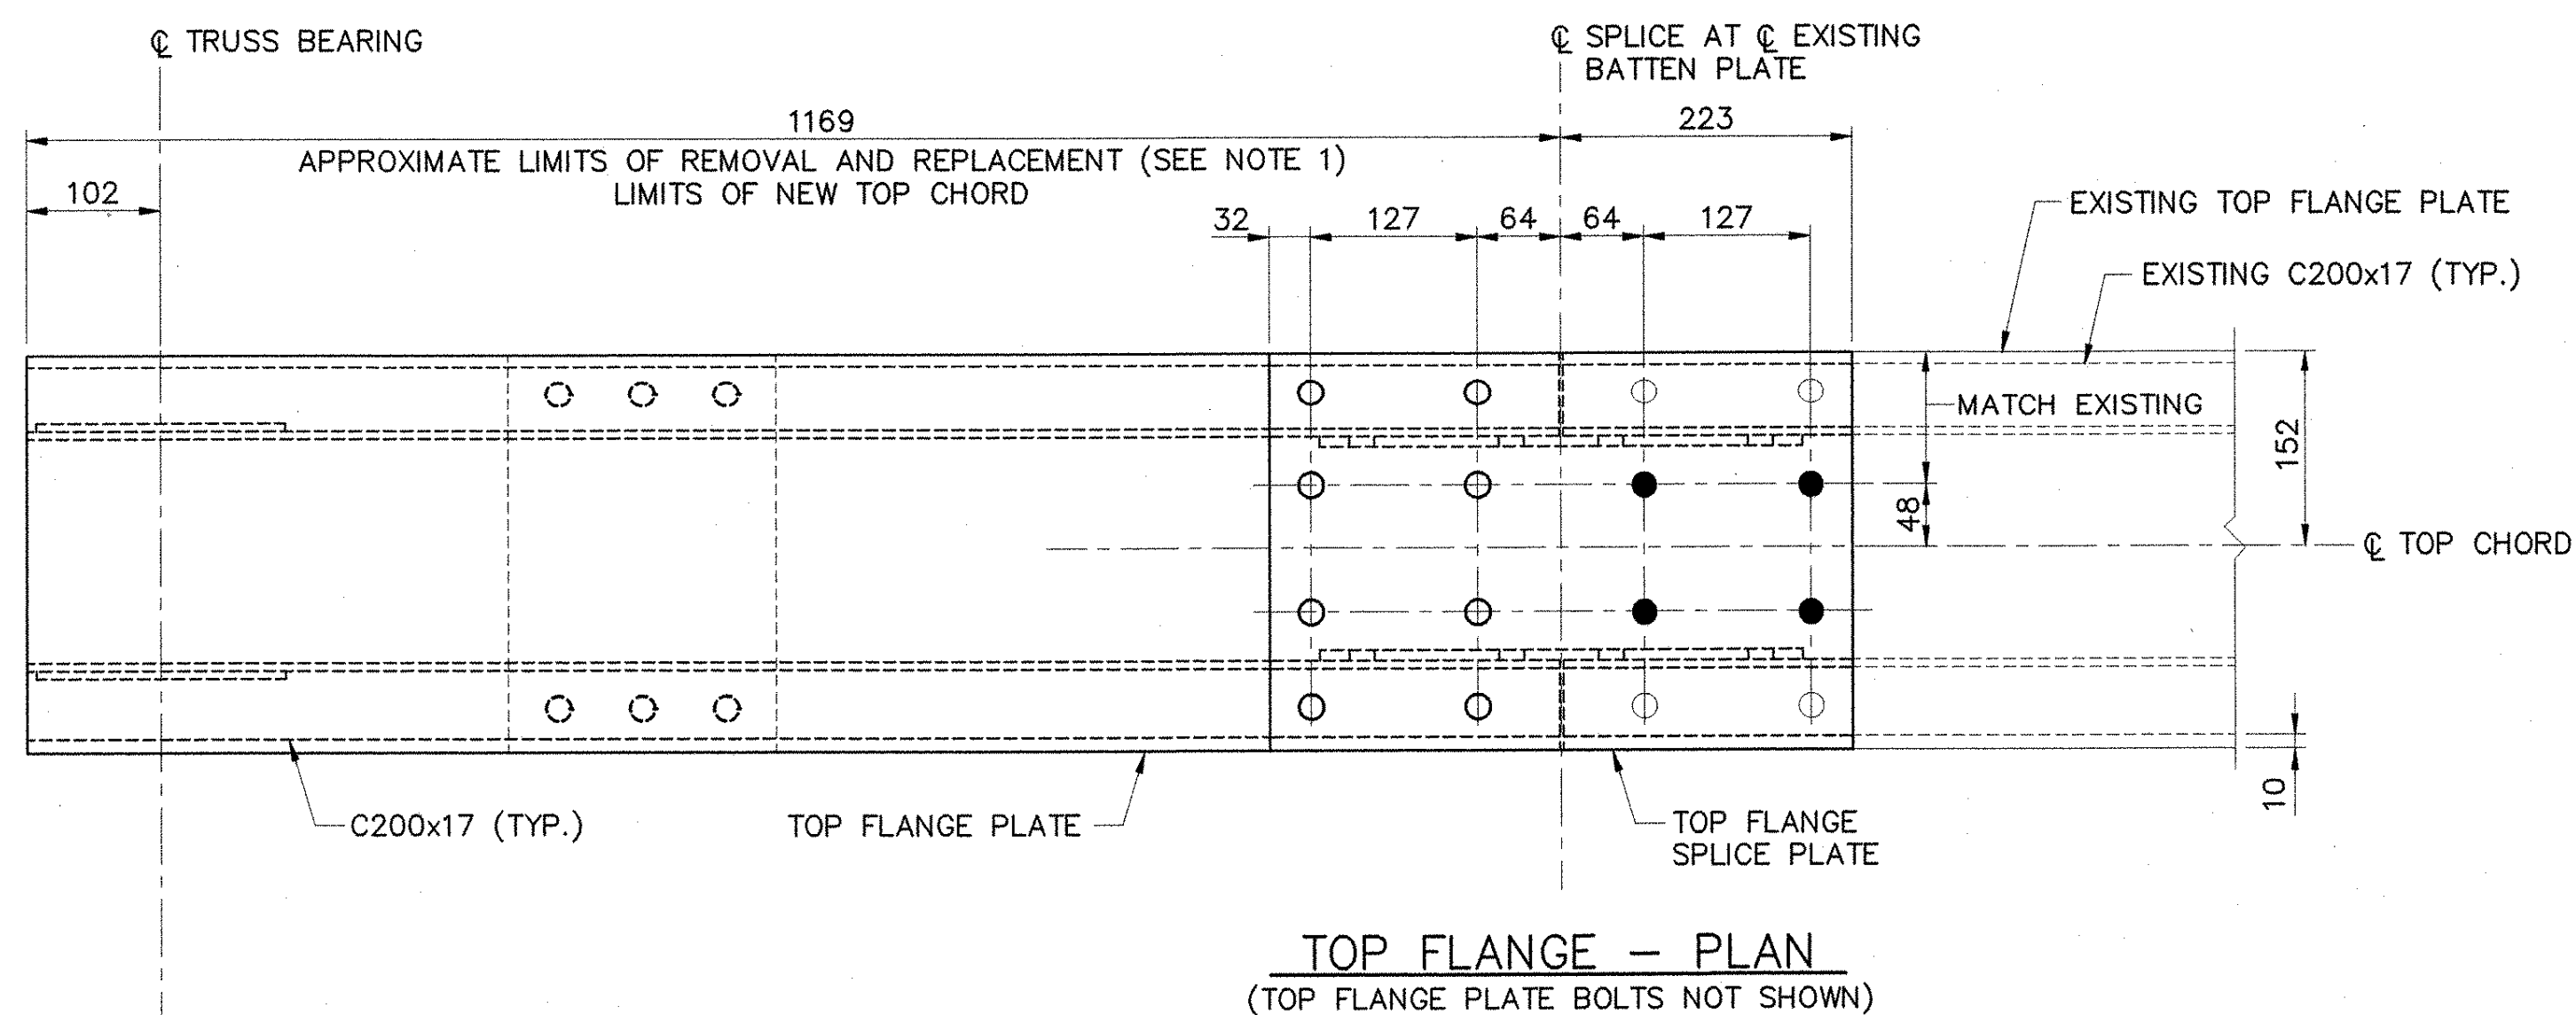 ℄ TRUSS BEARING
℄ SPLICE AT ℄ EXISTING
BATTEN PLATE
1169
223
APPROXIMATE LIMITS OF REMOVAL AND REPLACEMENT (SEE NOTE 1)
LIMITS OF NEW TOP CHORD
102
32
127
64
64
127
EXISTING TOP FLANGE PLATE
EXISTING C200x17 (TYP.)
MATCH EXISTING
152
48
℄ TOP CHORD
10
C200x17 (TYP.)
TOP FLANGE PLATE
TOP FLANGE
SPLICE PLATE
TOP FLANGE – PLAN
(TOP FLANGE PLATE BOLTS NOT SHOWN)